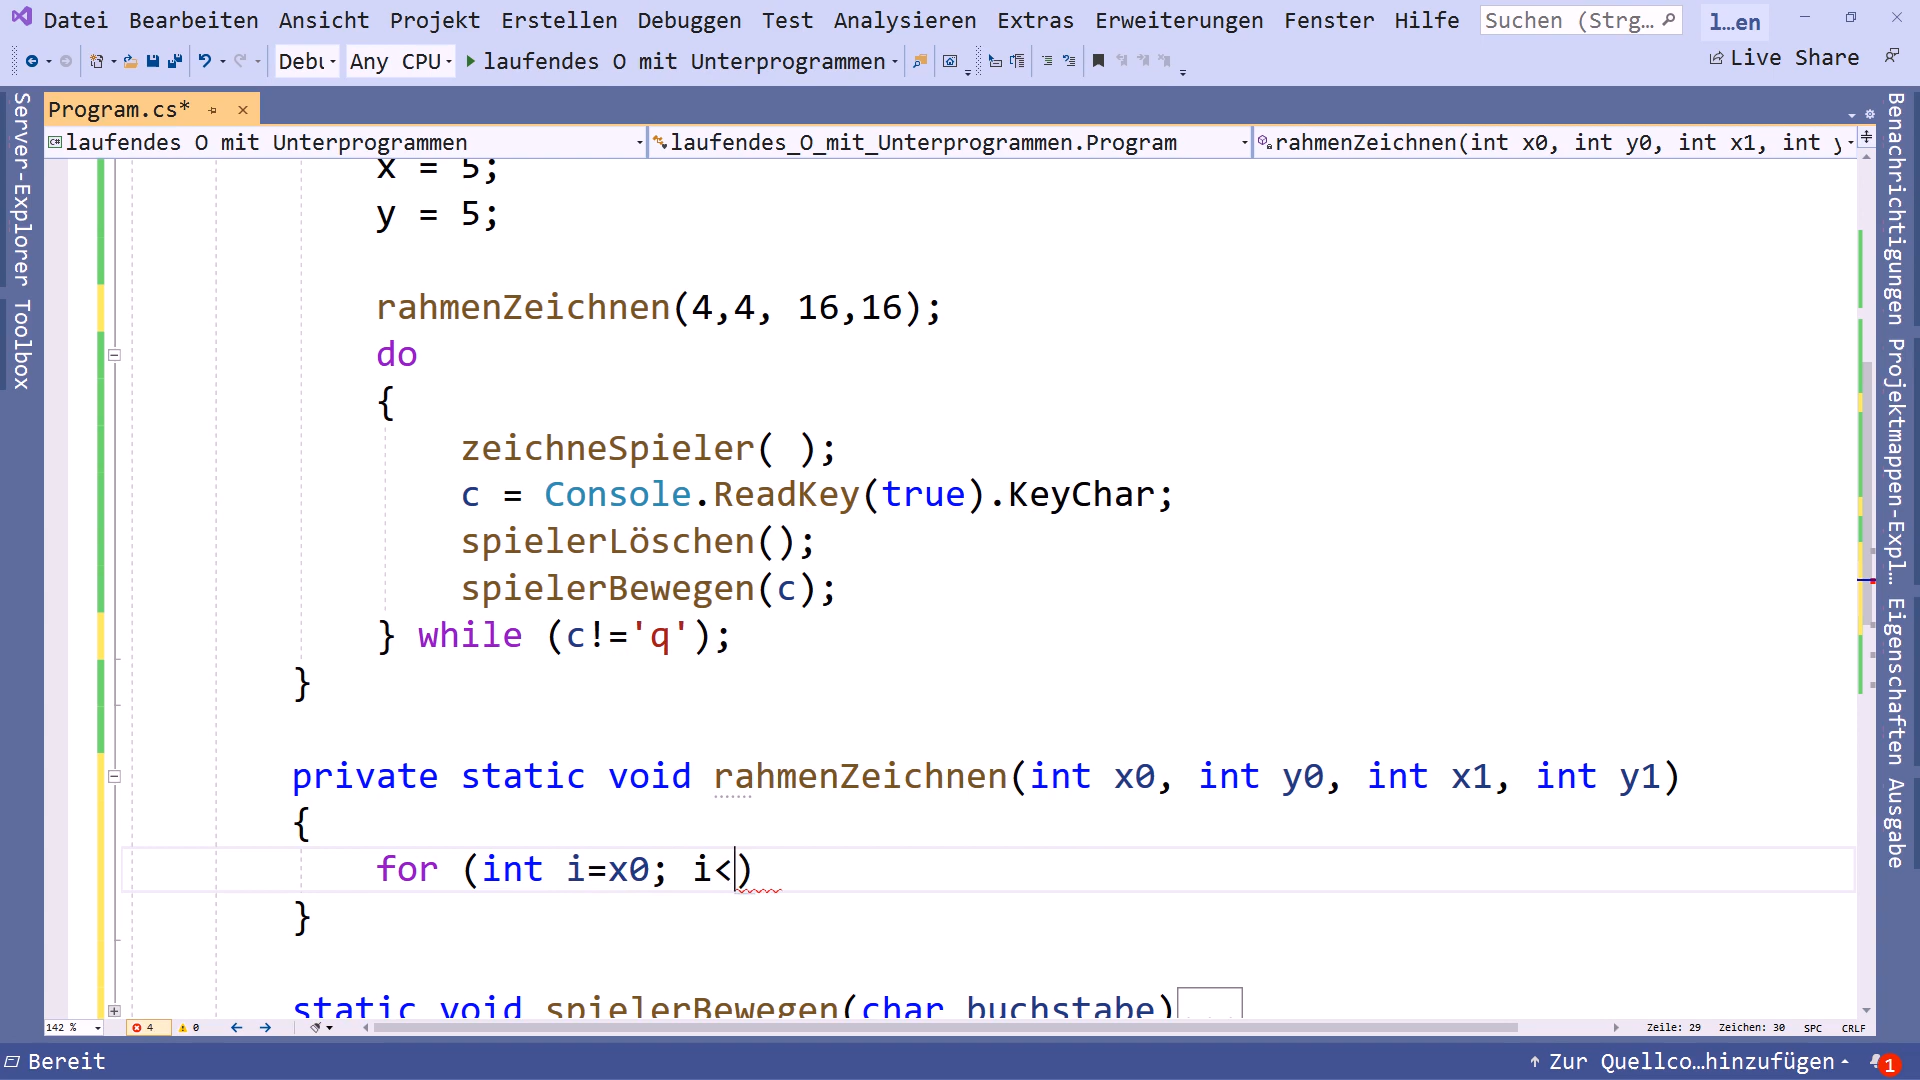 Datei Bearbeiten Ansicht Projekt Erstellen Debuggen Test Analysieren Extras Erweiterungen Fenster Hilfe Suchen (Strg... l...en
Debu Any CPU laufendes O mit Unterprogrammen Live Share
Server-Explorer Toolbox
Program.cs*
laufendes O mit Unterprogrammen laufendes_O_mit_Unterprogrammen.Program rahmenZeichnen(int x0, int y0, int x1, int y
x = 5;
y = 5;
rahmenZeichnen(4,4, 16,16);
do
{
zeichneSpieler( );
c = Console.ReadKey(true).KeyChar;
spielerLöschen();
spielerBewegen(c);
} while (c!='q');
}
private static void rahmenZeichnen(int x0, int y0, int x1, int y1)
{
for (int i=x0; i<)
}
static void spielerBewegen(char buchstabe)...
Benachrichtigungen Projektmappen-Expl... Eigenschaften Ausgabe
142 % 4 0 Zeile: 29 Zeichen: 30 SPC CRLF
Bereit Zur Quellco...hinzufügen 1